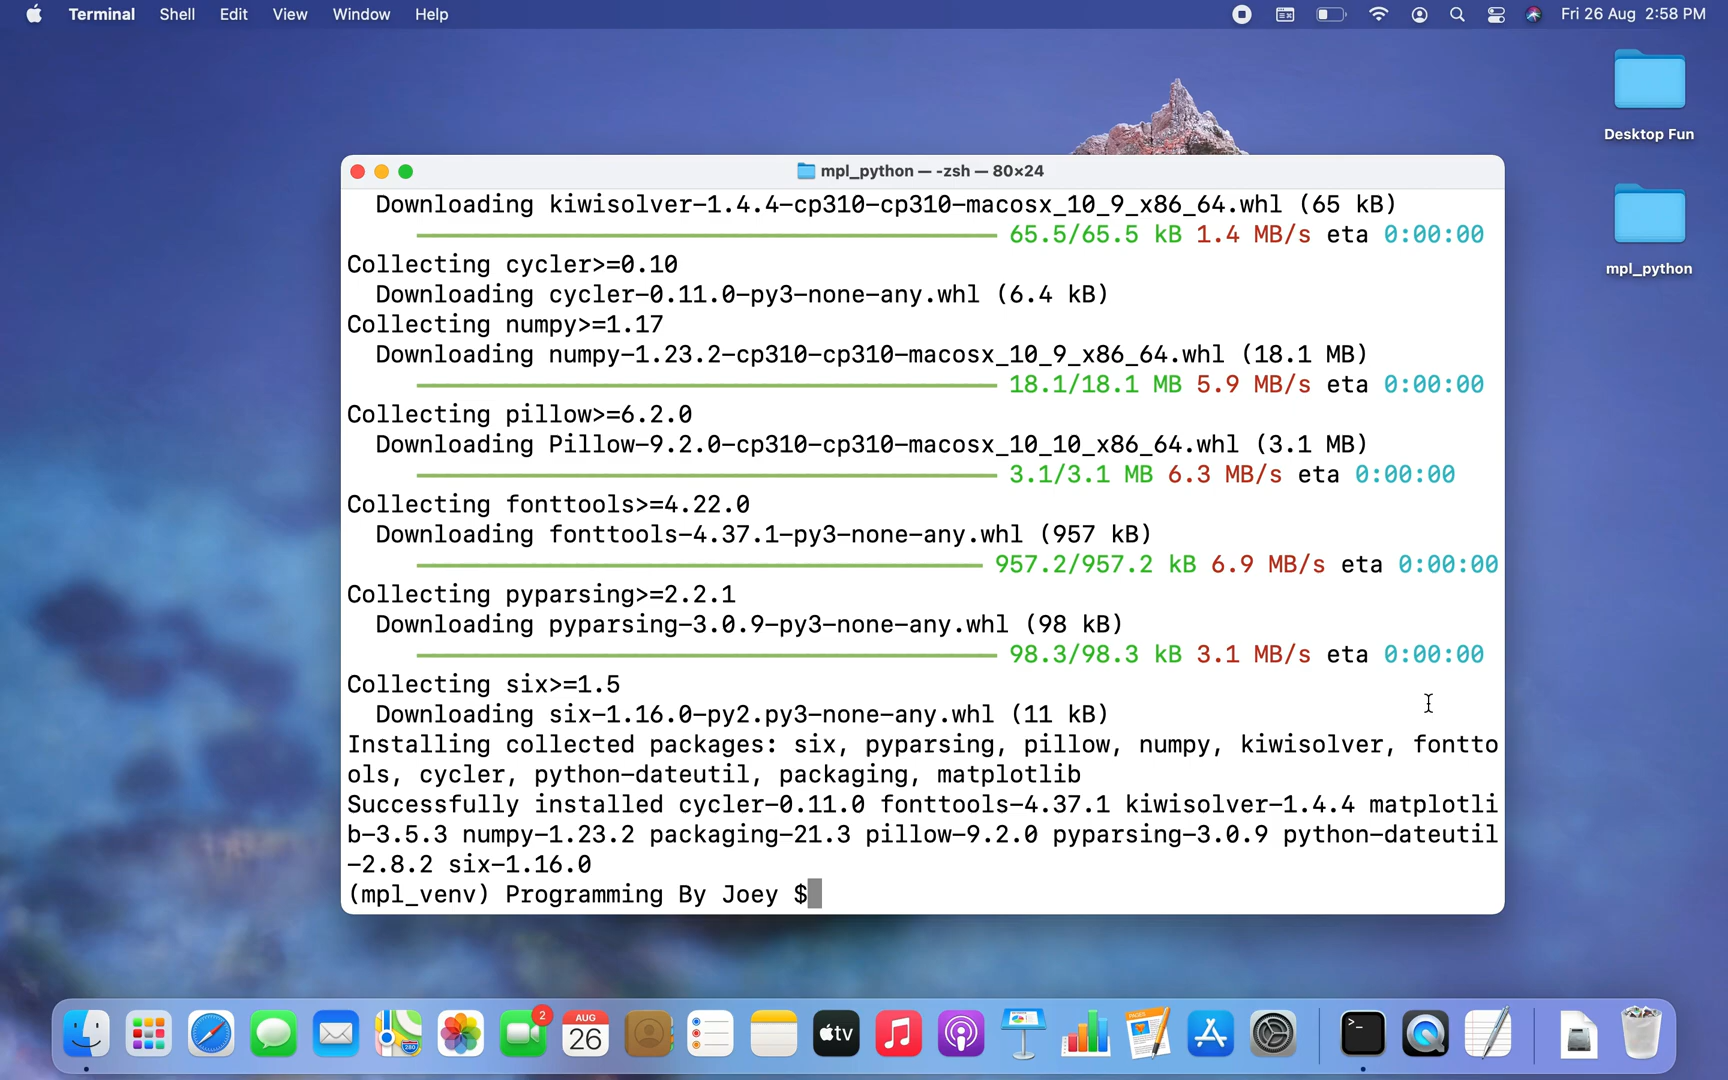 Terminal Shell Edit View Window Help
Fri 26 Aug 2:58 PM
Desktop Fun
mpl_python
mpl_python — -zsh — 80×24
Downloading kiwisolver-1.4.4-cp310-cp310-macosx_10_9_x86_64.whl (65 kB)
65.5/65.5 kB 1.4 MB/s eta 0:00:00
Collecting cycler>=0.10
Downloading cycler-0.11.0-py3-none-any.whl (6.4 kB)
Collecting numpy>=1.17
Downloading numpy-1.23.2-cp310-cp310-macosx_10_9_x86_64.whl (18.1 MB)
18.1/18.1 MB 5.9 MB/s eta 0:00:00
Collecting pillow>=6.2.0
Downloading Pillow-9.2.0-cp310-cp310-macosx_10_10_x86_64.whl (3.1 MB)
3.1/3.1 MB 6.3 MB/s eta 0:00:00
Collecting fonttools>=4.22.0
Downloading fonttools-4.37.1-py3-none-any.whl (957 kB)
957.2/957.2 kB 6.9 MB/s eta 0:00:00
Collecting pyparsing>=2.2.1
Downloading pyparsing-3.0.9-py3-none-any.whl (98 kB)
98.3/98.3 kB 3.1 MB/s eta 0:00:00
Collecting six>=1.5
Downloading six-1.16.0-py2.py3-none-any.whl (11 kB)
Installing collected packages: six, pyparsing, pillow, numpy, kiwisolver, fontto
ols, cycler, python-dateutil, packaging, matplotlib
Successfully installed cycler-0.11.0 fonttools-4.37.1 kiwisolver-1.4.4 matplotli
b-3.5.3 numpy-1.23.2 packaging-21.3 pillow-9.2.0 pyparsing-3.0.9 python-dateutil
-2.8.2 six-1.16.0
(mpl_venv) Programming By Joey $
2
AUG
26
tv
280
PAGES
>_